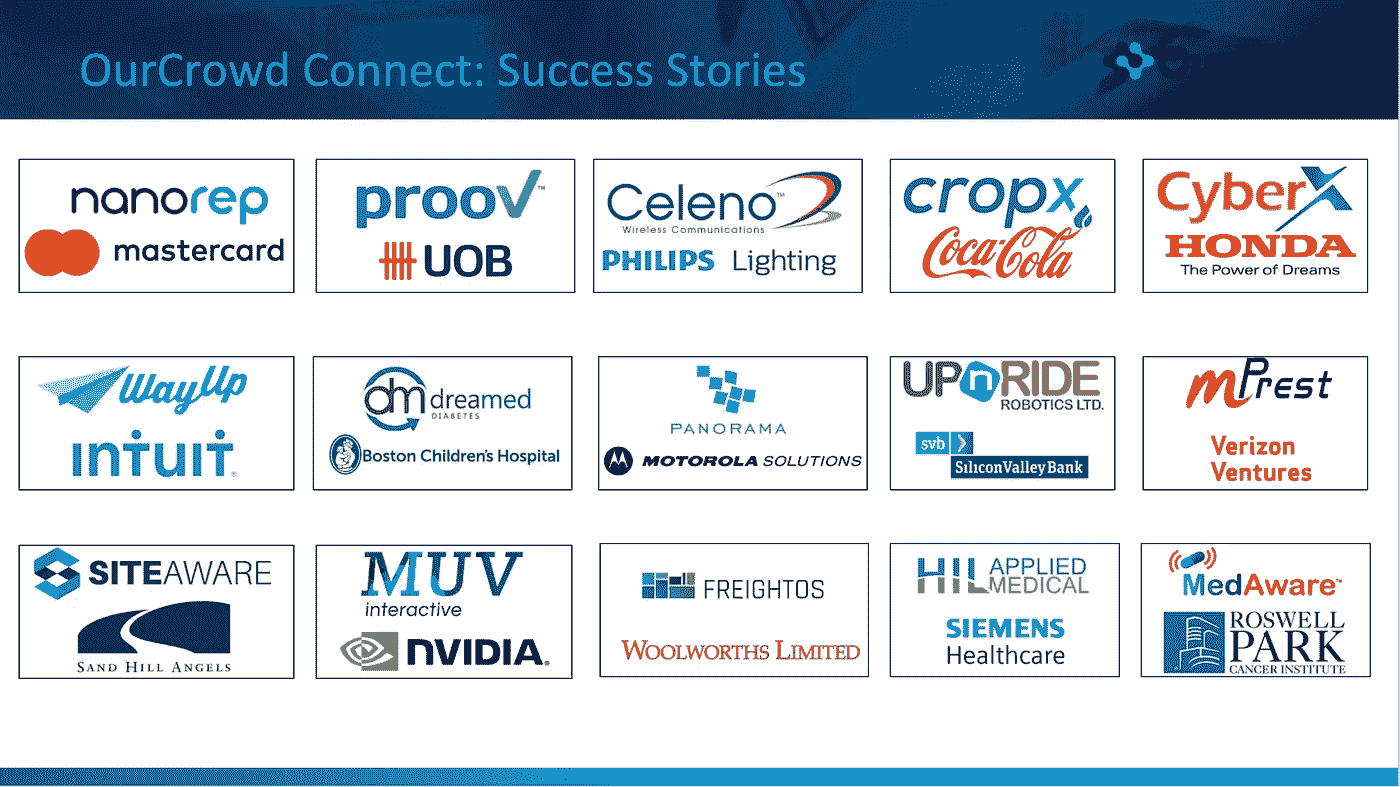 OurCrowd Connect: Success Stories
nanorep
mastercard
proov™
UOB
Celeno™
Wireless Communications
PHILIPS Lighting
cropx
Coca-Cola
CyberX
HONDA
The Power of Dreams
WayUp
intuit®
dm dreamed
DIABETES
Boston Children's Hospital
PANORAMA
MOTOROLA SOLUTIONS
UPnRIDE
ROBOTICS LTD.
svb
Silicon Valley Bank
mPrest
Verizon
Ventures
SITEAWARE
SAND HILL ANGELS
MUV
interactive
NVIDIA®
FREIGHTOS
WOOLWORTHS LIMITED
HIL APPLIED
MEDICAL
SIEMENS
Healthcare
MedAware™
ROSWELL
PARK
CANCER INSTITUTE